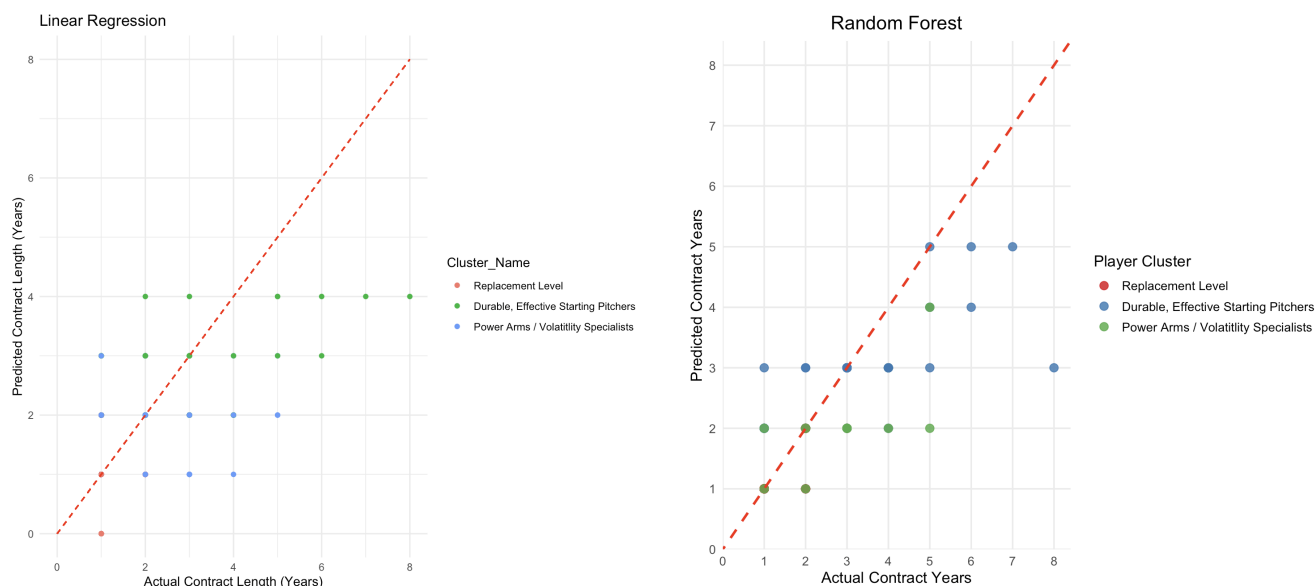 Linear Regression
8
6
4
2
0
0
2
4
6
8
Predicted Contract Length (Years)
Actual Contract Length (Years)
Cluster_Name
Replacement Level
Durable, Effective Starting Pitchers
Power Arms / Volatitlity Specialists
Random Forest
8
7
6
5
4
3
2
1
0
0
1
2
3
4
5
6
7
8
Predicted Contract Years
Actual Contract Years
Player Cluster
Replacement Level
Durable, Effective Starting Pitchers
Power Arms / Volatitlity Specialists